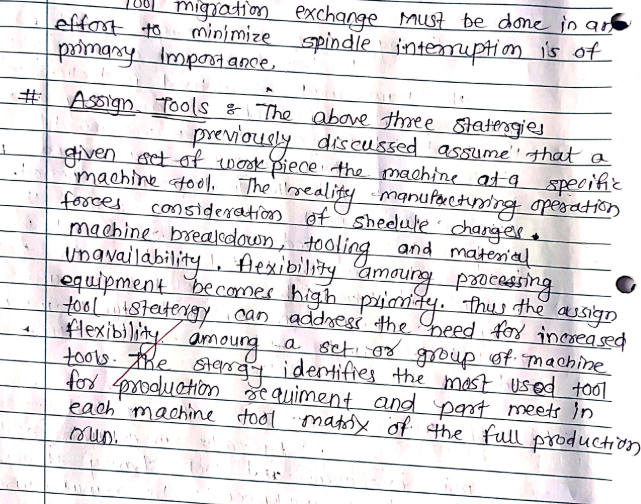 Tool migration exchange must be done in an
effort to minimize spindle interruption is of
primary importance.
# Assign Tools : The above three statergies
previously discussed assume that a
given set of work piece the machine at a specific
machine tool. The reality manufacturing operation
forces consideration of shedule changes.
machine breakdown, tooling and material
unavailability. flexibility amoung processing
equipment becomes high priority. Thus the assign
tool statergy can address the need for increased
flexibility amoung a set or group of machine
tools. The stargy identifies the most used tool
for production requiment and part meets in
each machine tool matrix of the full production
run.